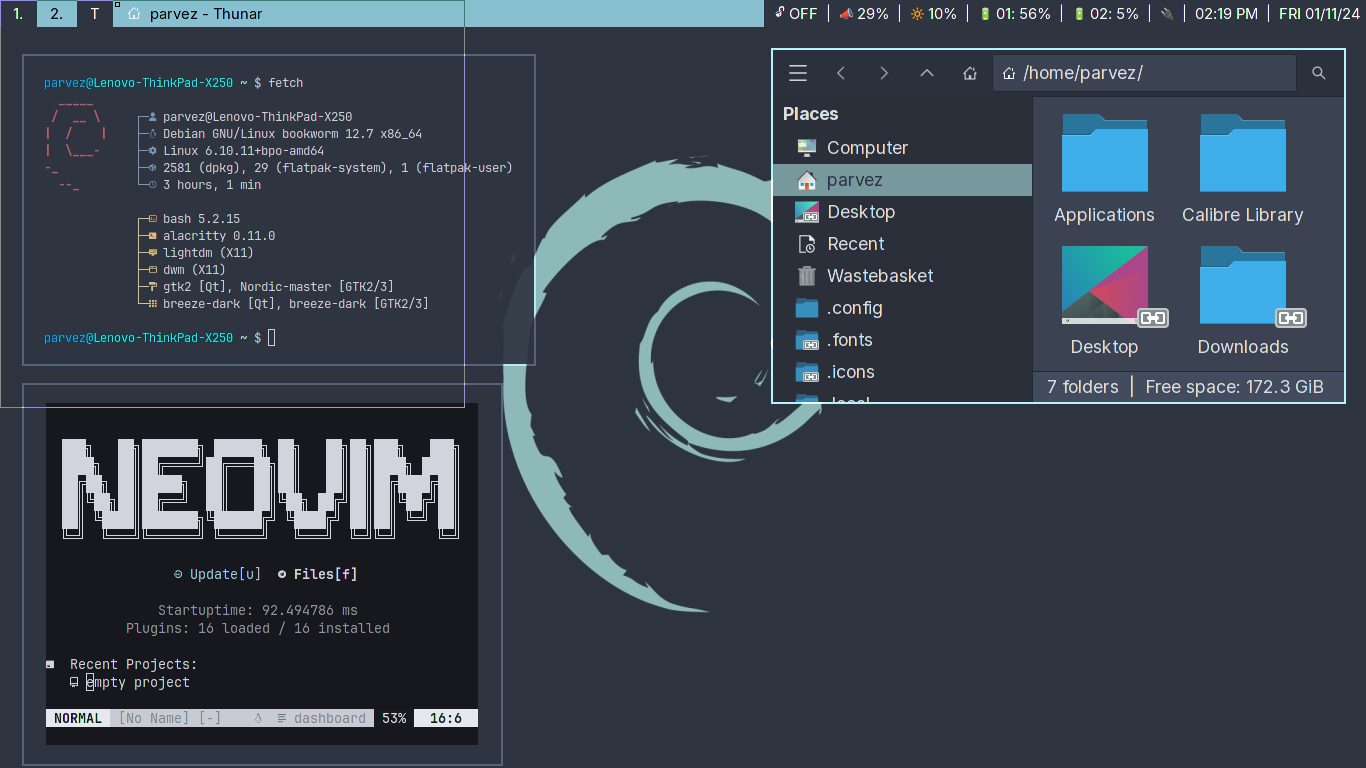 1. 2. T parvez - Thunar OFF | 29% | 10% | 01: 56% | 02: 5% | | 02:19 PM | FRI 01/11/24
parvez@Lenovo-ThinkPad-X250 ~ $ fetch
parvez@Lenovo-ThinkPad-X250
Debian GNU/Linux bookworm 12.7 x86_64
Linux 6.10.11+bpo-amd64
2581 (dpkg), 29 (flatpak-system), 1 (flatpak-user)
3 hours, 1 min
bash 5.2.15
alacritty 0.11.0
lightdm (X11)
dwm (X11)
gtk2 [Qt], Nordic-master [GTK2/3]
breeze-dark [Qt], breeze-dark [GTK2/3]
parvez@Lenovo-ThinkPad-X250 ~ $
/home/parvez/
Places
Computer
parvez
Desktop
Recent
Wastebasket
.config
.fonts
.icons
.local
Applications
Calibre Library
Desktop
Downloads
7 folders | Free space: 172.3 GiB
NEOVIM
Update[u] Files[f]
Startuptime: 92.494786 ms
Plugins: 16 loaded / 16 installed
Recent Projects:
empty project
NORMAL [No Name] [-] dashboard 53% 16:6